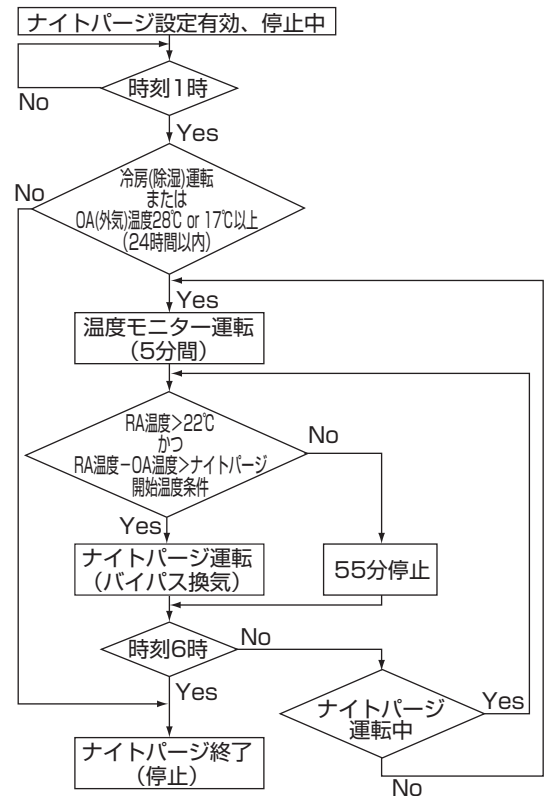 ナイトパージ設定有効、停止中
時刻1時
No
Yes
冷房(除湿)運転
または
OA(外気)温度28℃ or 17℃以上
(24時間以内)
No
Yes
温度モニター運転
(5分間)
RA温度>22℃
かつ
RA温度-OA温度>ナイトパージ
開始温度条件
No
Yes
ナイトパージ運転
(バイパス換気)
55分停止
時刻6時
No
Yes
ナイトパージ
運転中
Yes
No
ナイトパージ終了
(停止)